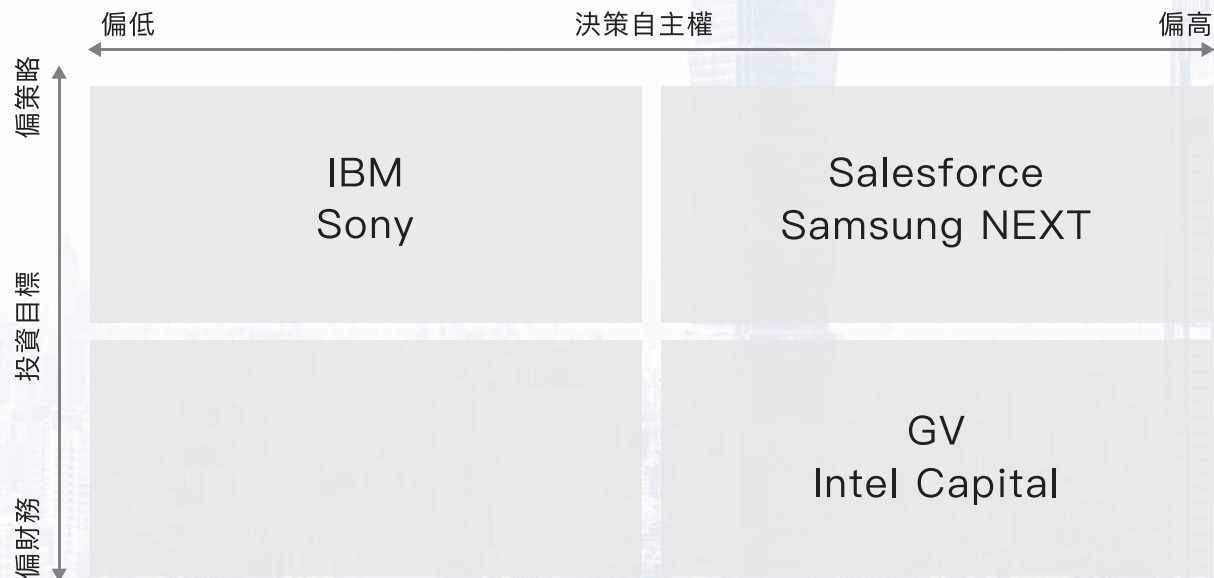 偏低
決策自主權
偏高
偏策略
投資目標
偏財務
IBM
Sony
Salesforce
Samsung NEXT
GV
Intel Capital